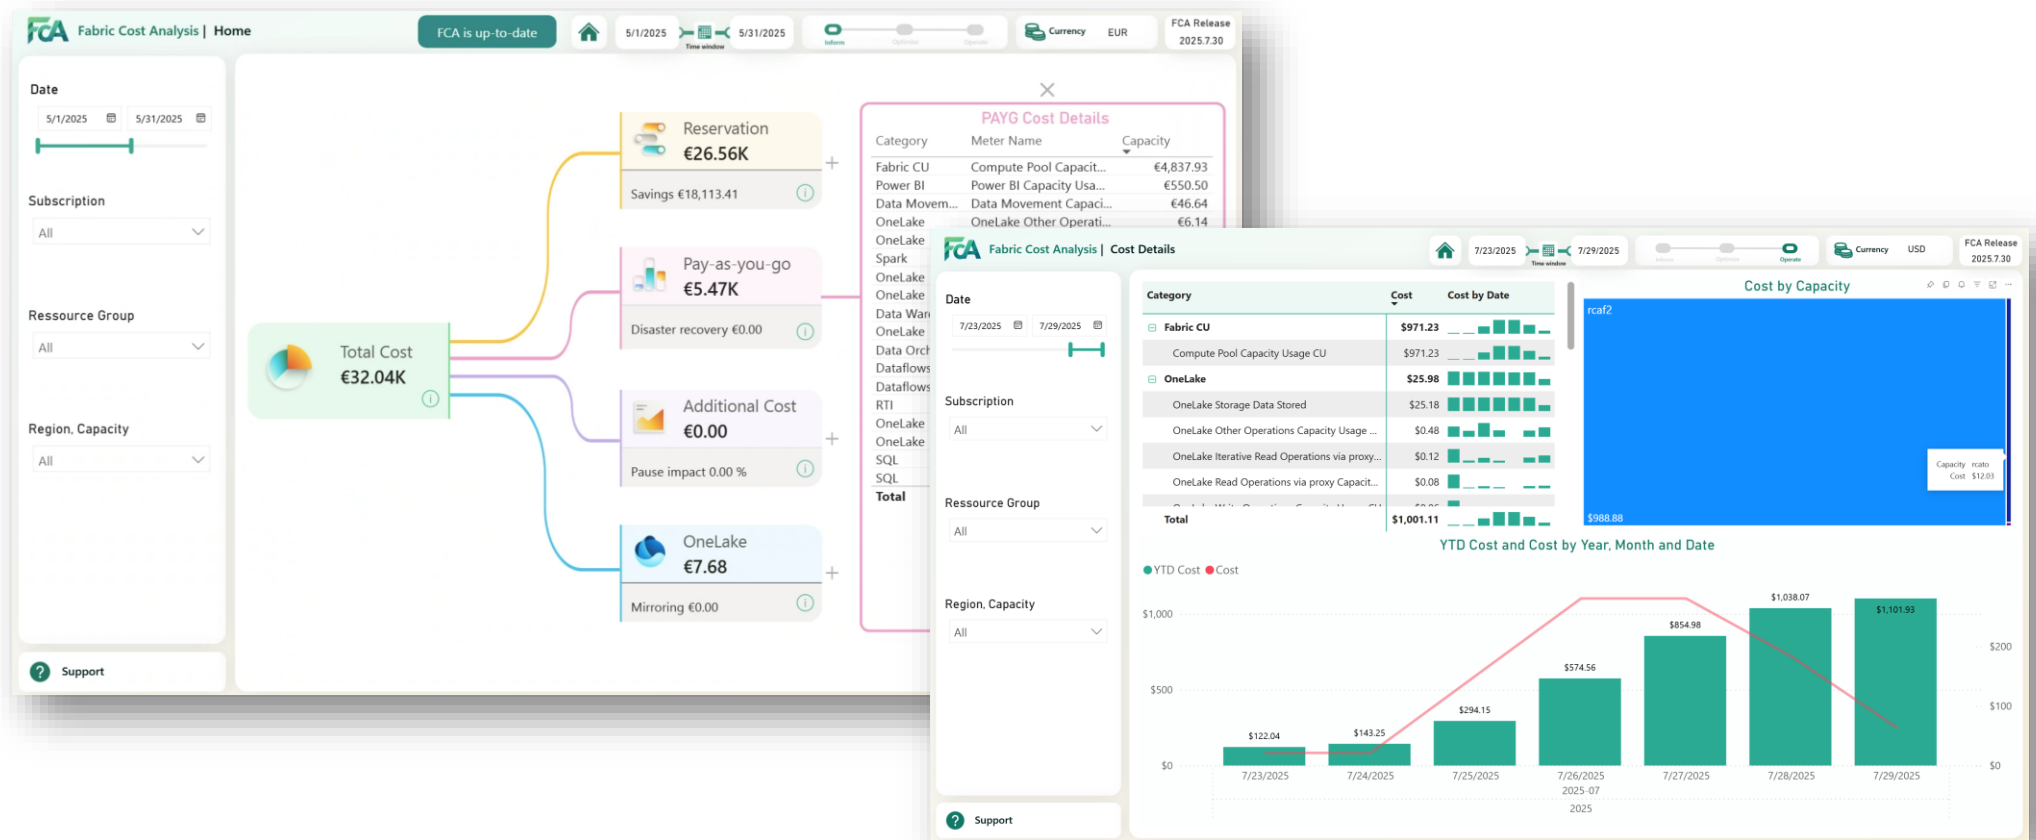 FCA Fabric Cost Analysis | Home
FCA is up-to-date
5/1/2025
Time window
5/31/2025
Inform
Optimize
Operate
Currency EUR
FCA Release
2025.7.30
Date
5/1/2025 5/31/2025
Subscription
All
Ressource Group
All
Region, Capacity
All
Support
Total Cost
€32.04K
Reservation
€26.56K
Savings €18,113.41
Pay-as-you-go
€5.47K
Disaster recovery €0.00
Additional Cost
€0.00
Pause impact 0.00 %
OneLake
€7.68
Mirroring €0.00
PAYG Cost Details
Category Meter Name Capacity
Fabric CU Compute Pool Capacit... €4,837.93
Power BI Power BI Capacity Usa... €550.50
Data Movem... Data Movement Capaci... €46.64
OneLake OneLake Other Operati... €6.14
OneLake
Spark
OneLake
OneLake
Data War
OneLake
Data Orch
Dataflows
Dataflows
RTI
OneLake
OneLake
SQL
SQL
Total
FCA Fabric Cost Analysis | Cost Details
7/23/2025
Time window
7/29/2025
Inform
Optimize
Operate
Currency USD
FCA Release
2025.7.30
Date
7/23/2025 7/29/2025
Subscription
All
Ressource Group
All
Region, Capacity
All
Support
Category Cost Cost by Date
Fabric CU $971.23
Compute Pool Capacity Usage CU $971.23
OneLake $25.98
OneLake Storage Data Stored $25.18
OneLake Other Operations Capacity Usage ... $0.48
OneLake Iterative Read Operations via proxy... $0.12
OneLake Read Operations via proxy Capacit... $0.08
Total $1,001.11
Cost by Capacity
rcaf2
Capacity rcato
Cost $12.03
$988.88
YTD Cost and Cost by Year, Month and Date
YTD Cost Cost
$1,000
$500
$0
$122.04
$143.25
$294.15
$574.56
$854.98
$1,038.07
$1,101.93
$200
$100
$0
7/23/2025 7/24/2025 7/25/2025 7/26/2025 7/27/2025 7/28/2025 7/29/2025
2025-07
2025